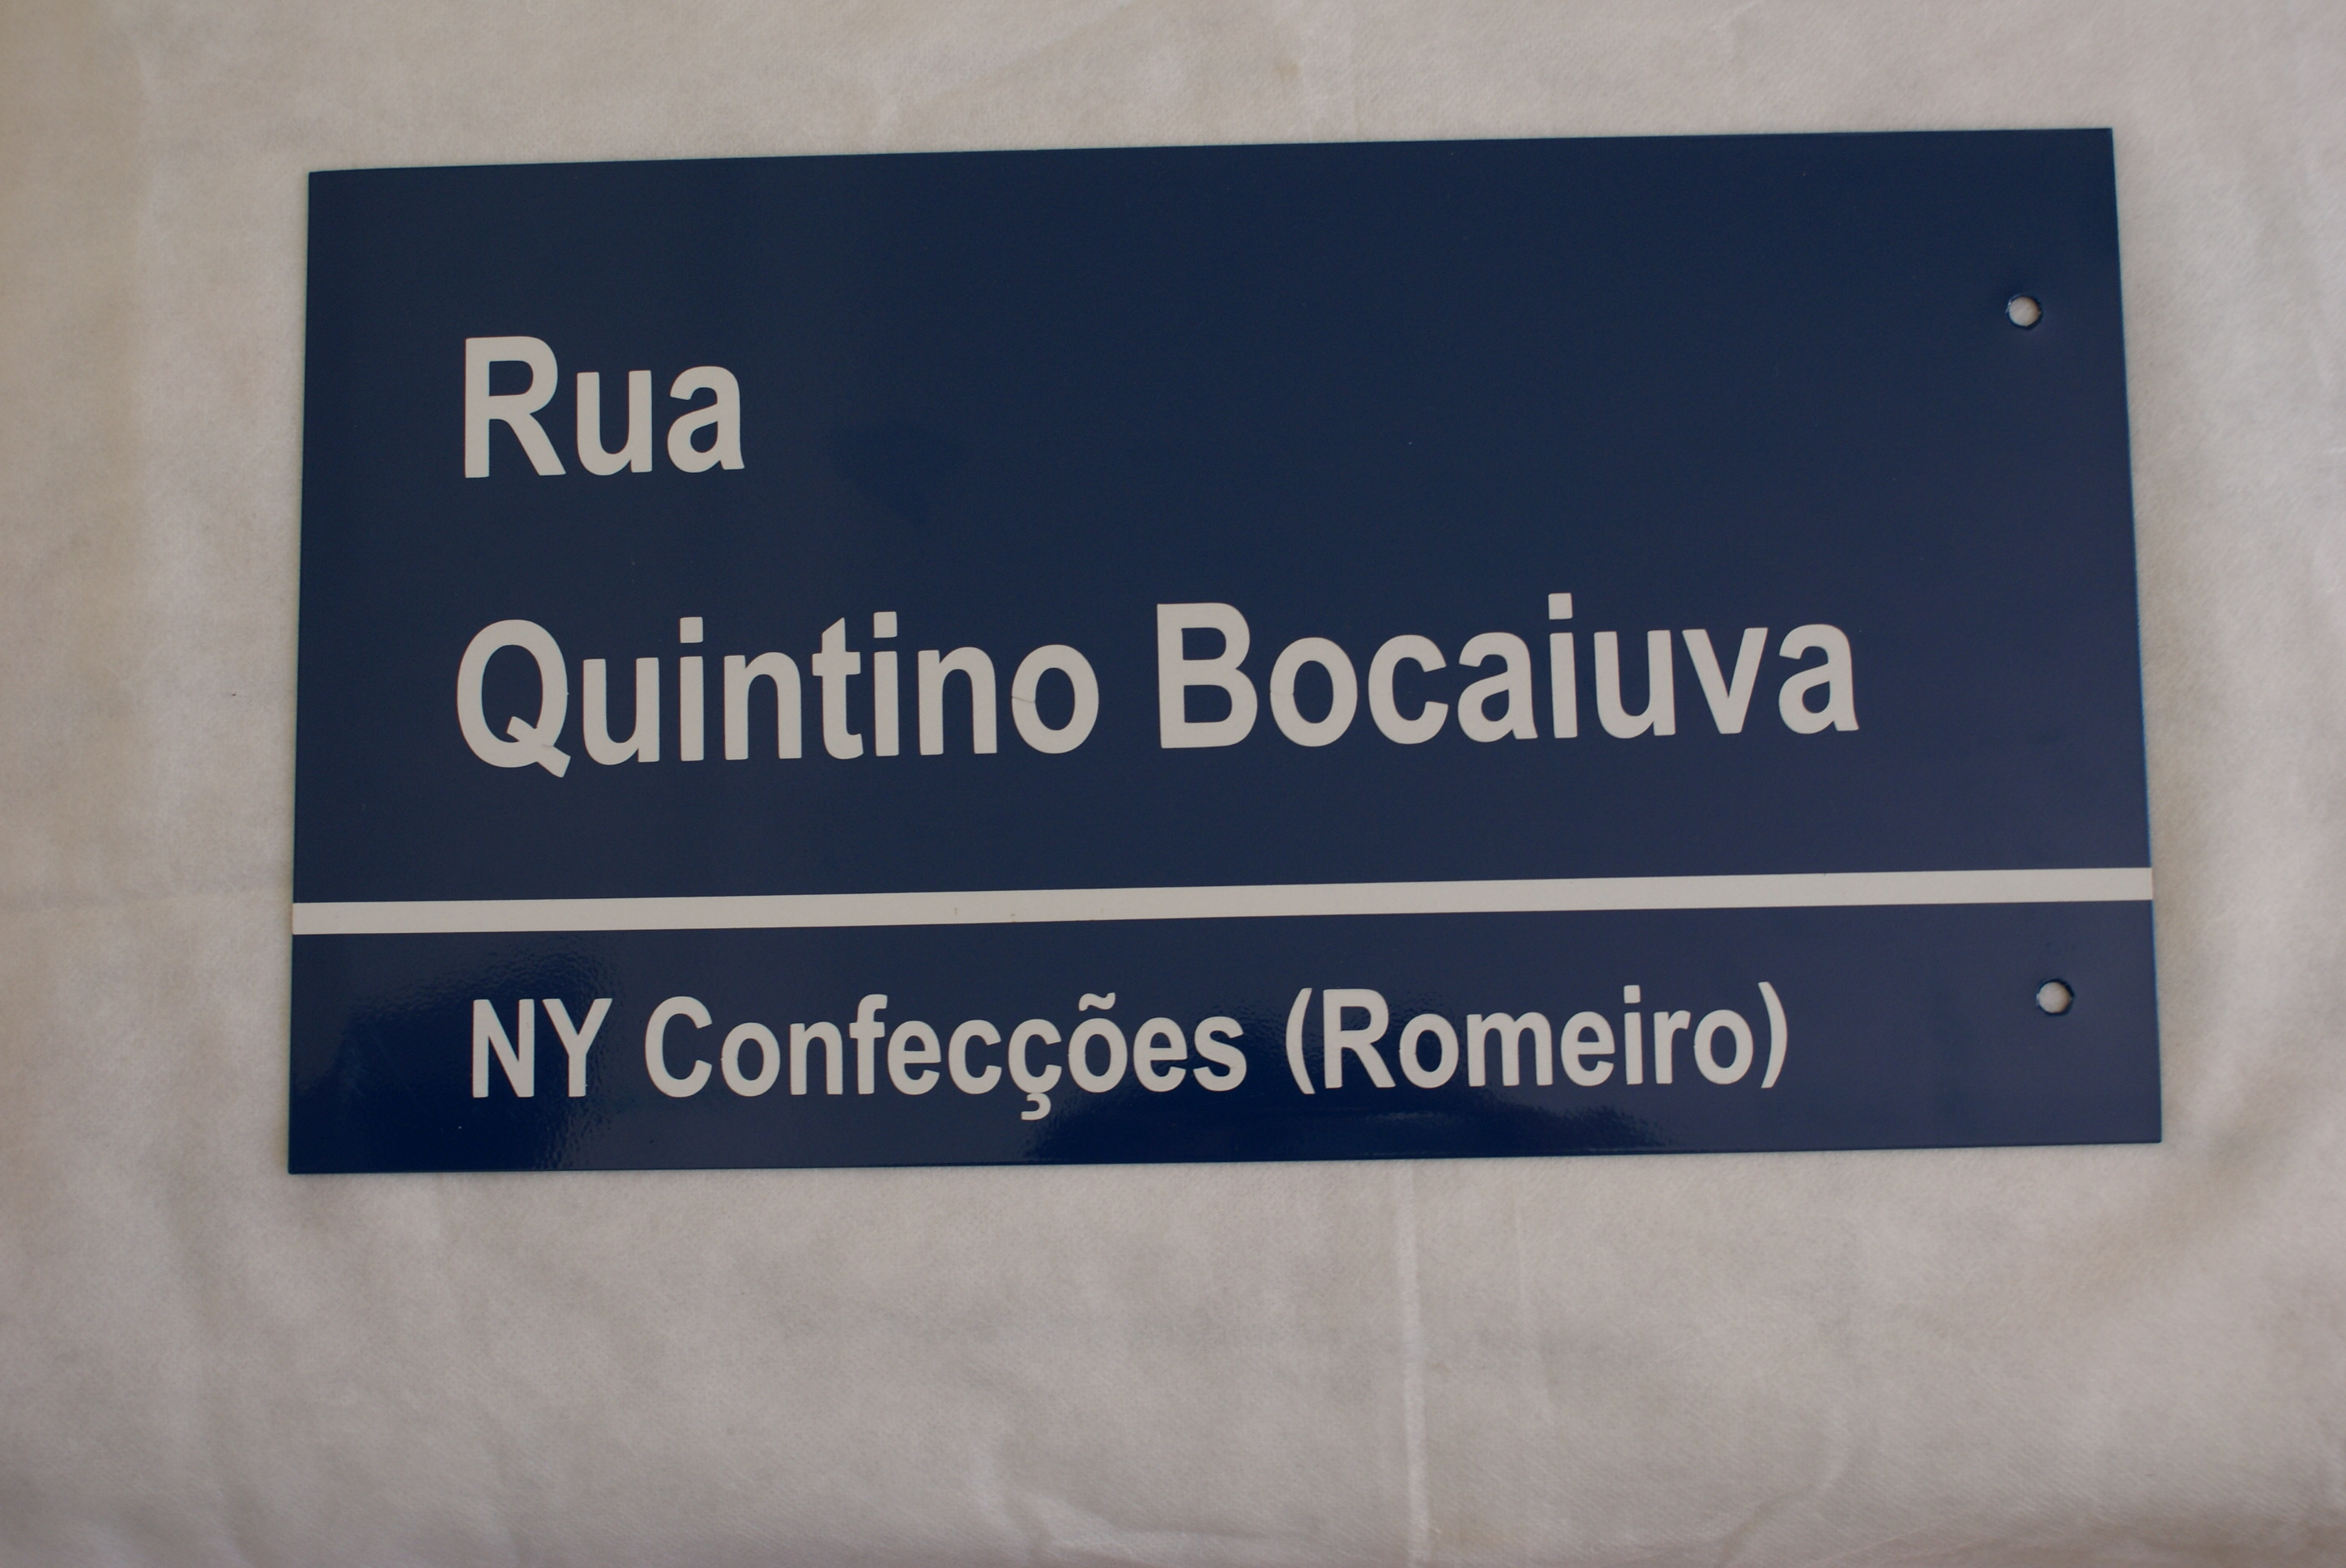 Rua
Quintino Bocaiuva
NY Confecções (Romeiro)